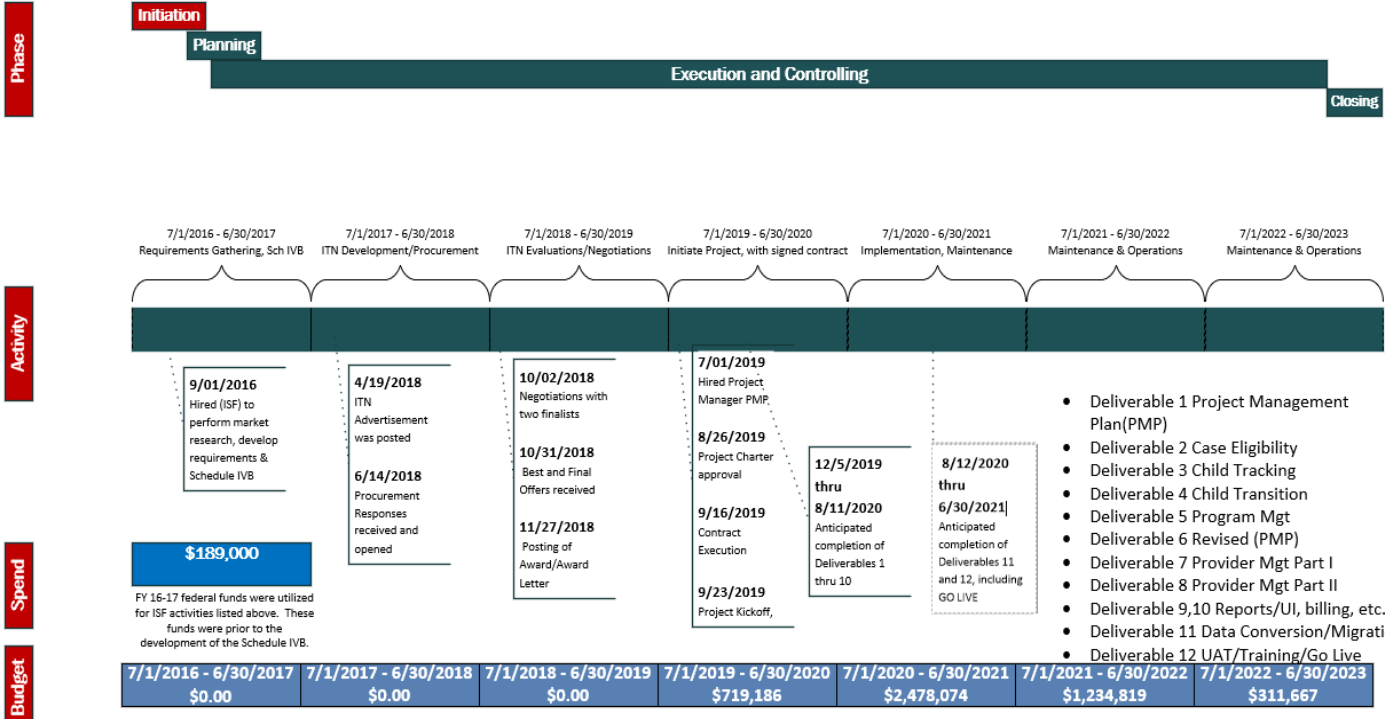 Phase
Initiation
Planning
Execution and Controlling
Closing
Activity
7/1/2016 - 6/30/2017
Requirements Gathering, Sch IVB
7/1/2017 - 6/30/2018
ITN Development/Procurement
7/1/2018 - 6/30/2019
ITN Evaluations/Negotiations
7/1/2019 - 6/30/2020
Initiate Project, with signed contract
7/1/2020 - 6/30/2021
Implementation, Maintenance
7/1/2021 - 6/30/2022
Maintenance & Operations
7/1/2022 - 6/30/2023
Maintenance & Operations
9/01/2016
Hired (ISF) to
perform market
research, develop
requirements &
Schedule IVB
4/19/2018
ITN
Advertisement
was posted
6/14/2018
Procurement
Responses
received and
opened
10/02/2018
Negotiations with
two finalists
10/31/2018
Best and Final
Offers received
11/27/2018
Posting of
Award/Award
Letter
7/01/2019
Hired Project
Manager PMP
8/26/2019
Project Charter
approval
9/16/2019
Contract
Execution
9/23/2019
Project Kickoff,
12/5/2019
thru
8/11/2020
Anticipated
completion of
Deliverables 1
thru 10
8/12/2020
thru
6/30/2021
Anticipated
completion of
Deliverables 11
and 12, including
GO LIVE
• Deliverable 1 Project Management
Plan(PMP)
• Deliverable 2 Case Eligibility
• Deliverable 3 Child Tracking
• Deliverable 4 Child Transition
• Deliverable 5 Program Mgt
• Deliverable 6 Revised (PMP)
• Deliverable 7 Provider Mgt Part I
• Deliverable 8 Provider Mgt Part II
• Deliverable 9,10 Reports/UI, billing, etc.
• Deliverable 11 Data Conversion/Migrati
• Deliverable 12 UAT/Training/Go Live
Spend
$189,000
FY 16-17 federal funds were utilized
for ISF activities listed above. These
funds were prior to the
development of the Schedule IVB.
Budget
7/1/2016 - 6/30/2017
$0.00
7/1/2017 - 6/30/2018
$0.00
7/1/2018 - 6/30/2019
$0.00
7/1/2019 - 6/30/2020
$719,186
7/1/2020 - 6/30/2021
$2,478,074
7/1/2021 - 6/30/2022
$1,234,819
7/1/2022 - 6/30/2023
$311,667